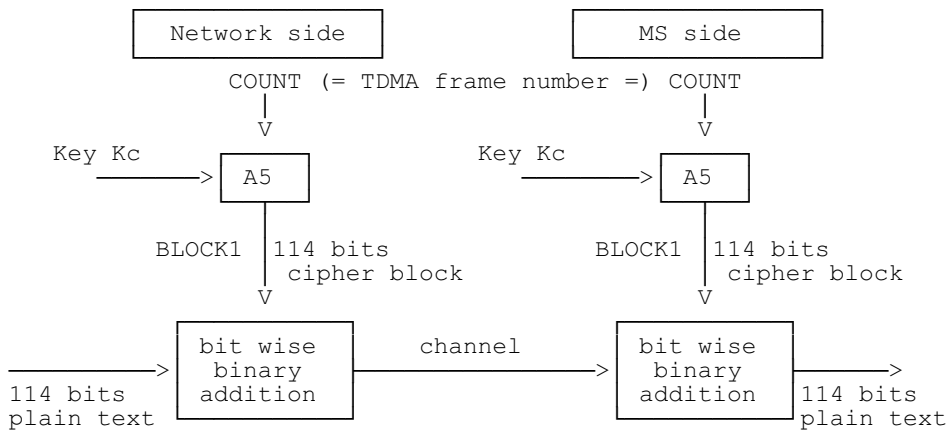 Network side MS side
COUNT (= TDMA frame number =) COUNT
V V
Key Kc Key Kc
> A5 > A5
BLOCK1 114 bits BLOCK1 114 bits
cipher block cipher block
V V
bit wise channel bit wise
> binary > binary >
114 bits addition addition 114 bits
plain text plain text